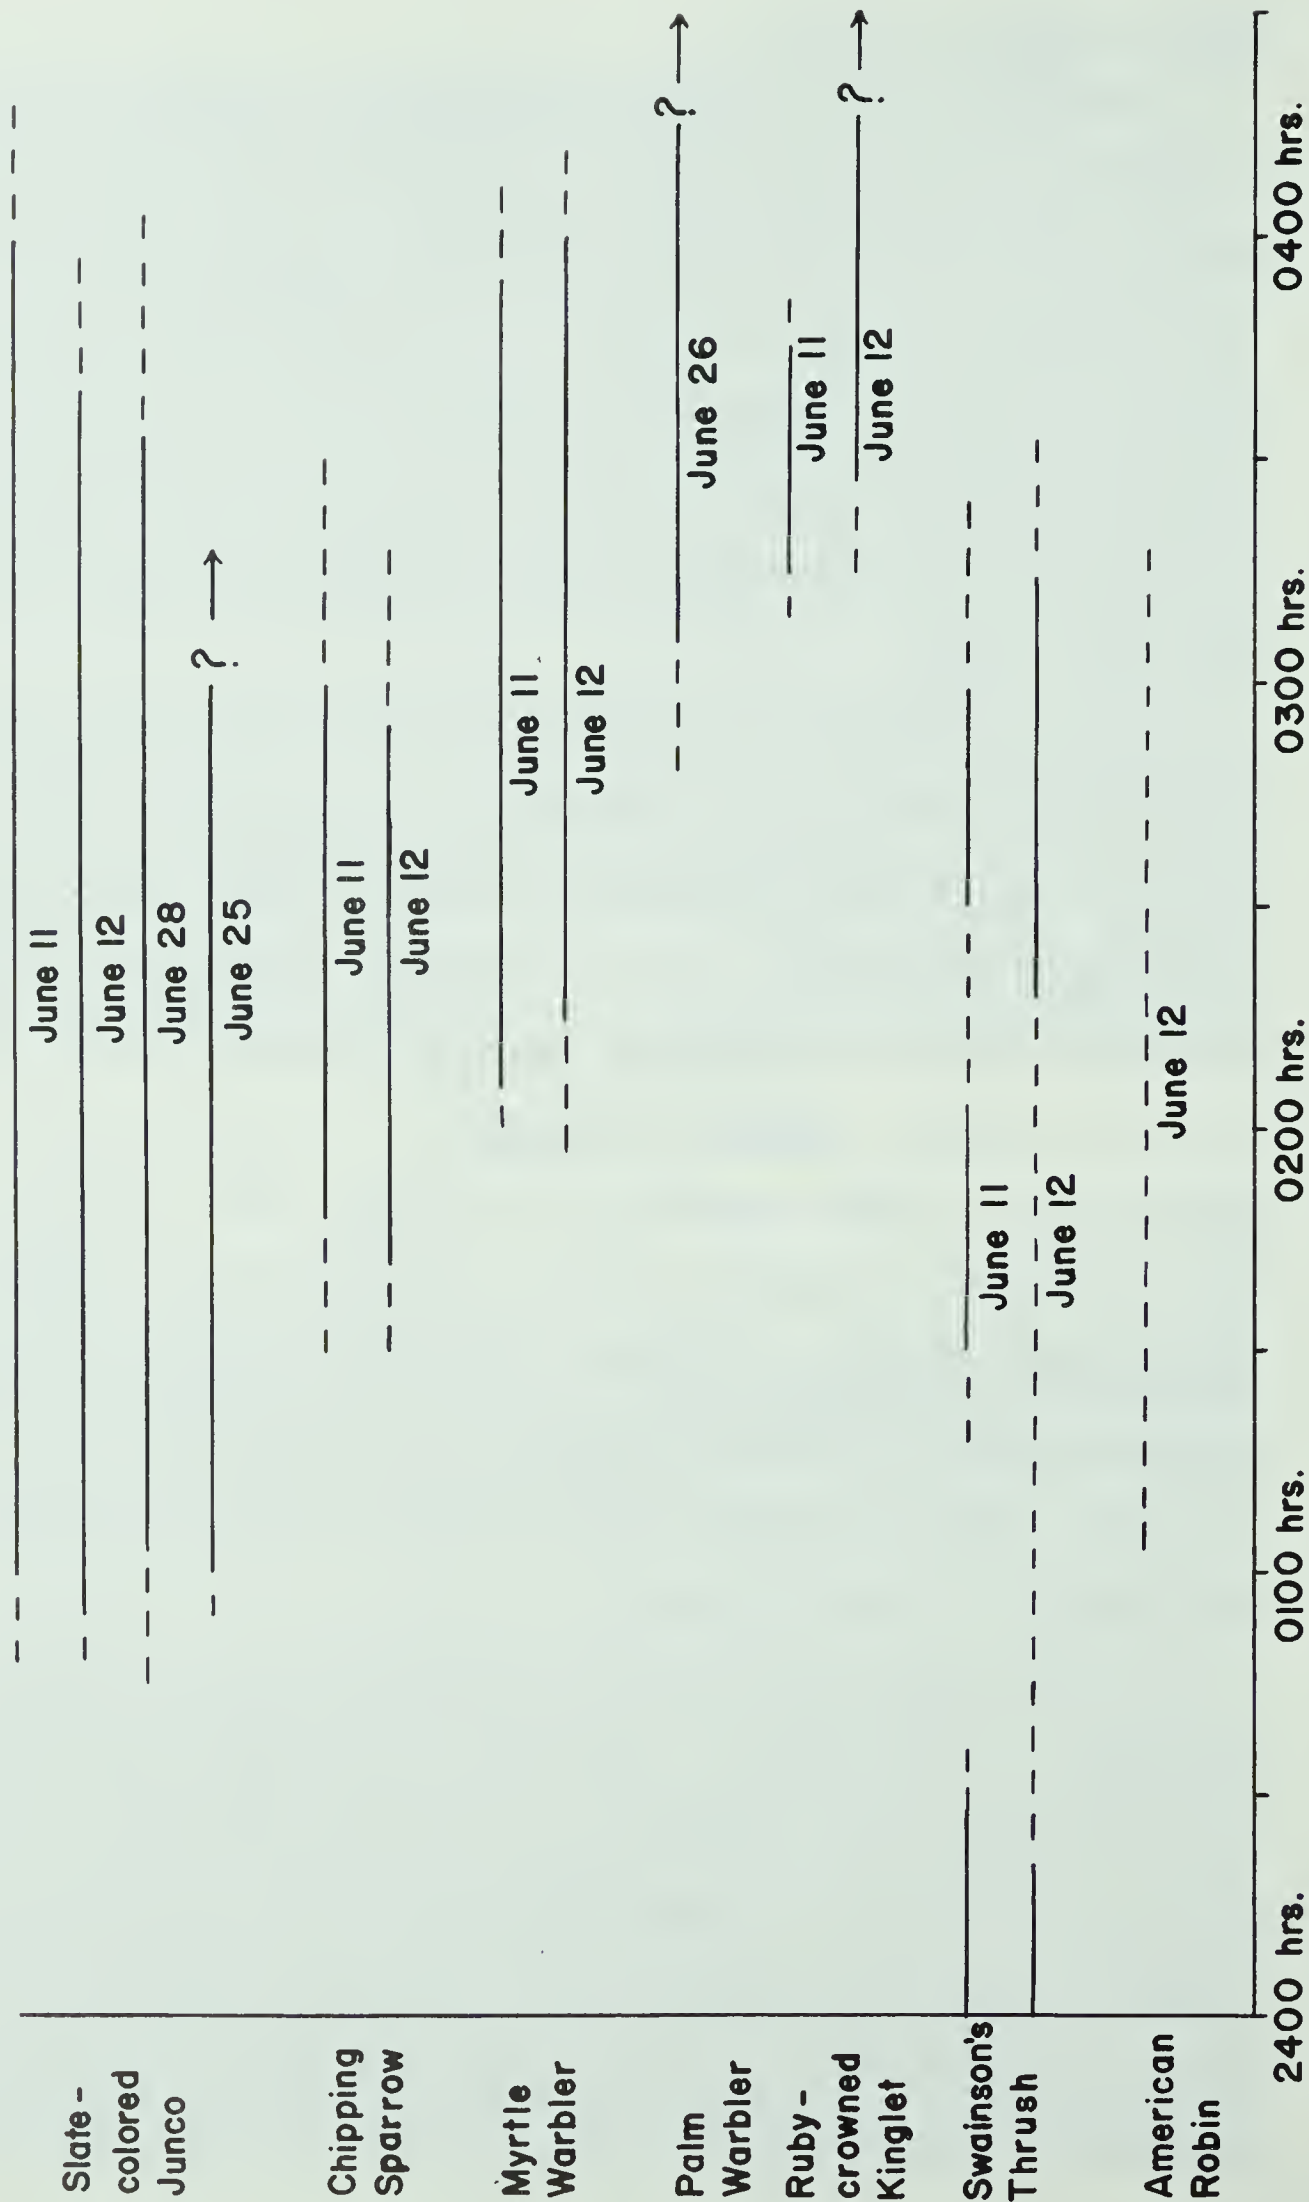 Slate-
colored
Junco
June 11
June 12
June 28
June 25
?
Chipping
Sparrow
June 11
June 12
Myrtle
Warbler
June 11
June 12
Palm
Warbler
June 26
?
Ruby-
crowned
Kinglet
June 11
June 12
?
Swainson's
Thrush
June 11
June 12
American
Robin
June 12
2400 hrs.
0100 hrs.
0200 hrs.
0300 hrs.
0400 hrs.